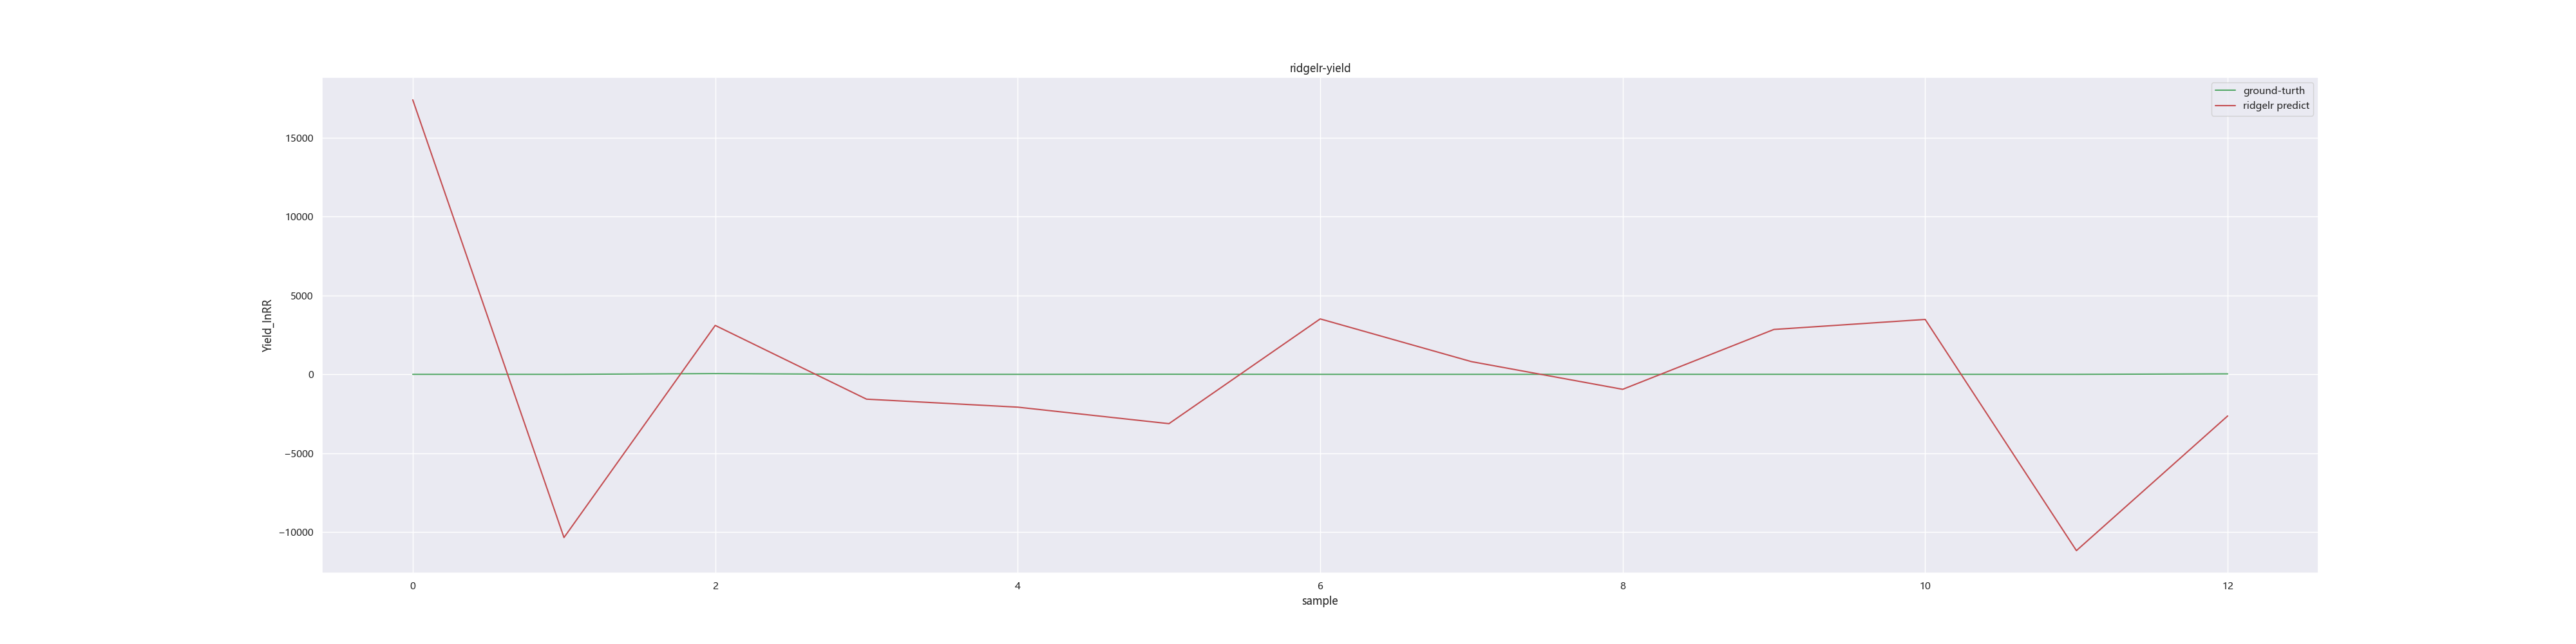 ridgelr-yield
ground-turth
ridgelr predict
15000
10000
5000
0
−5000
−10000
Yield_lnRR
0 2 4 6 8 10 12
sample